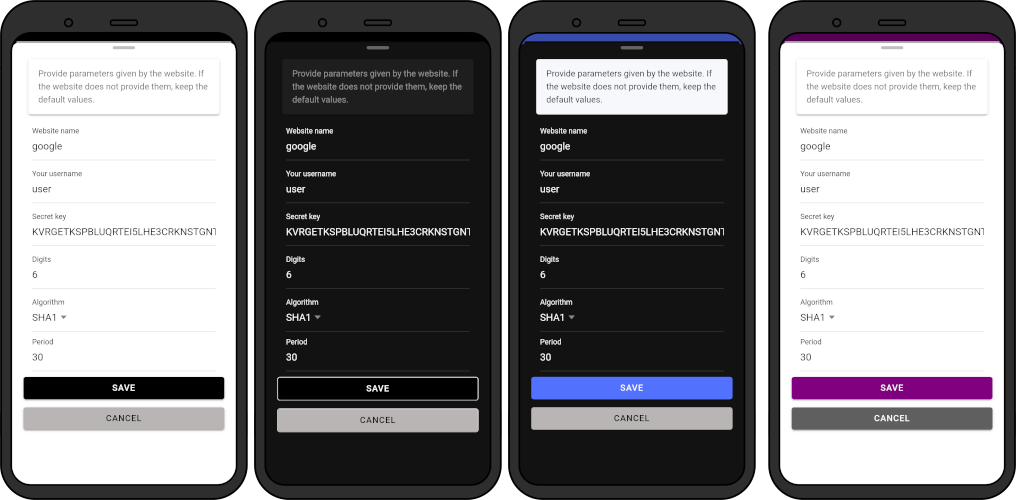 Provide parameters given by the website. If
the website does not provide them, keep the
default values.
Website name
google
Your username
user
Secret key
KVRGETKSPBLUQRTEI5LHE3CRKNSTGNT
Digits
6
Algorithm
SHA1
Period
30
SAVE
CANCEL
Provide parameters given by the website. If
the website does not provide them, keep the
default values.
Website name
google
Your username
user
Secret key
KVRGETKSPBLUQRTEI5LHE3CRKNSTGNT
Digits
6
Algorithm
SHA1
Period
30
SAVE
CANCEL
Provide parameters given by the website. If
the website does not provide them, keep the
default values.
Website name
google
Your username
user
Secret key
KVRGETKSPBLUQRTEI5LHE3CRKNSTGNT
Digits
6
Algorithm
SHA1
Period
30
SAVE
CANCEL
Provide parameters given by the website. If
the website does not provide them, keep the
default values.
Website name
google
Your username
user
Secret key
KVRGETKSPBLUQRTEI5LHE3CRKNSTGNT
Digits
6
Algorithm
SHA1
Period
30
SAVE
CANCEL